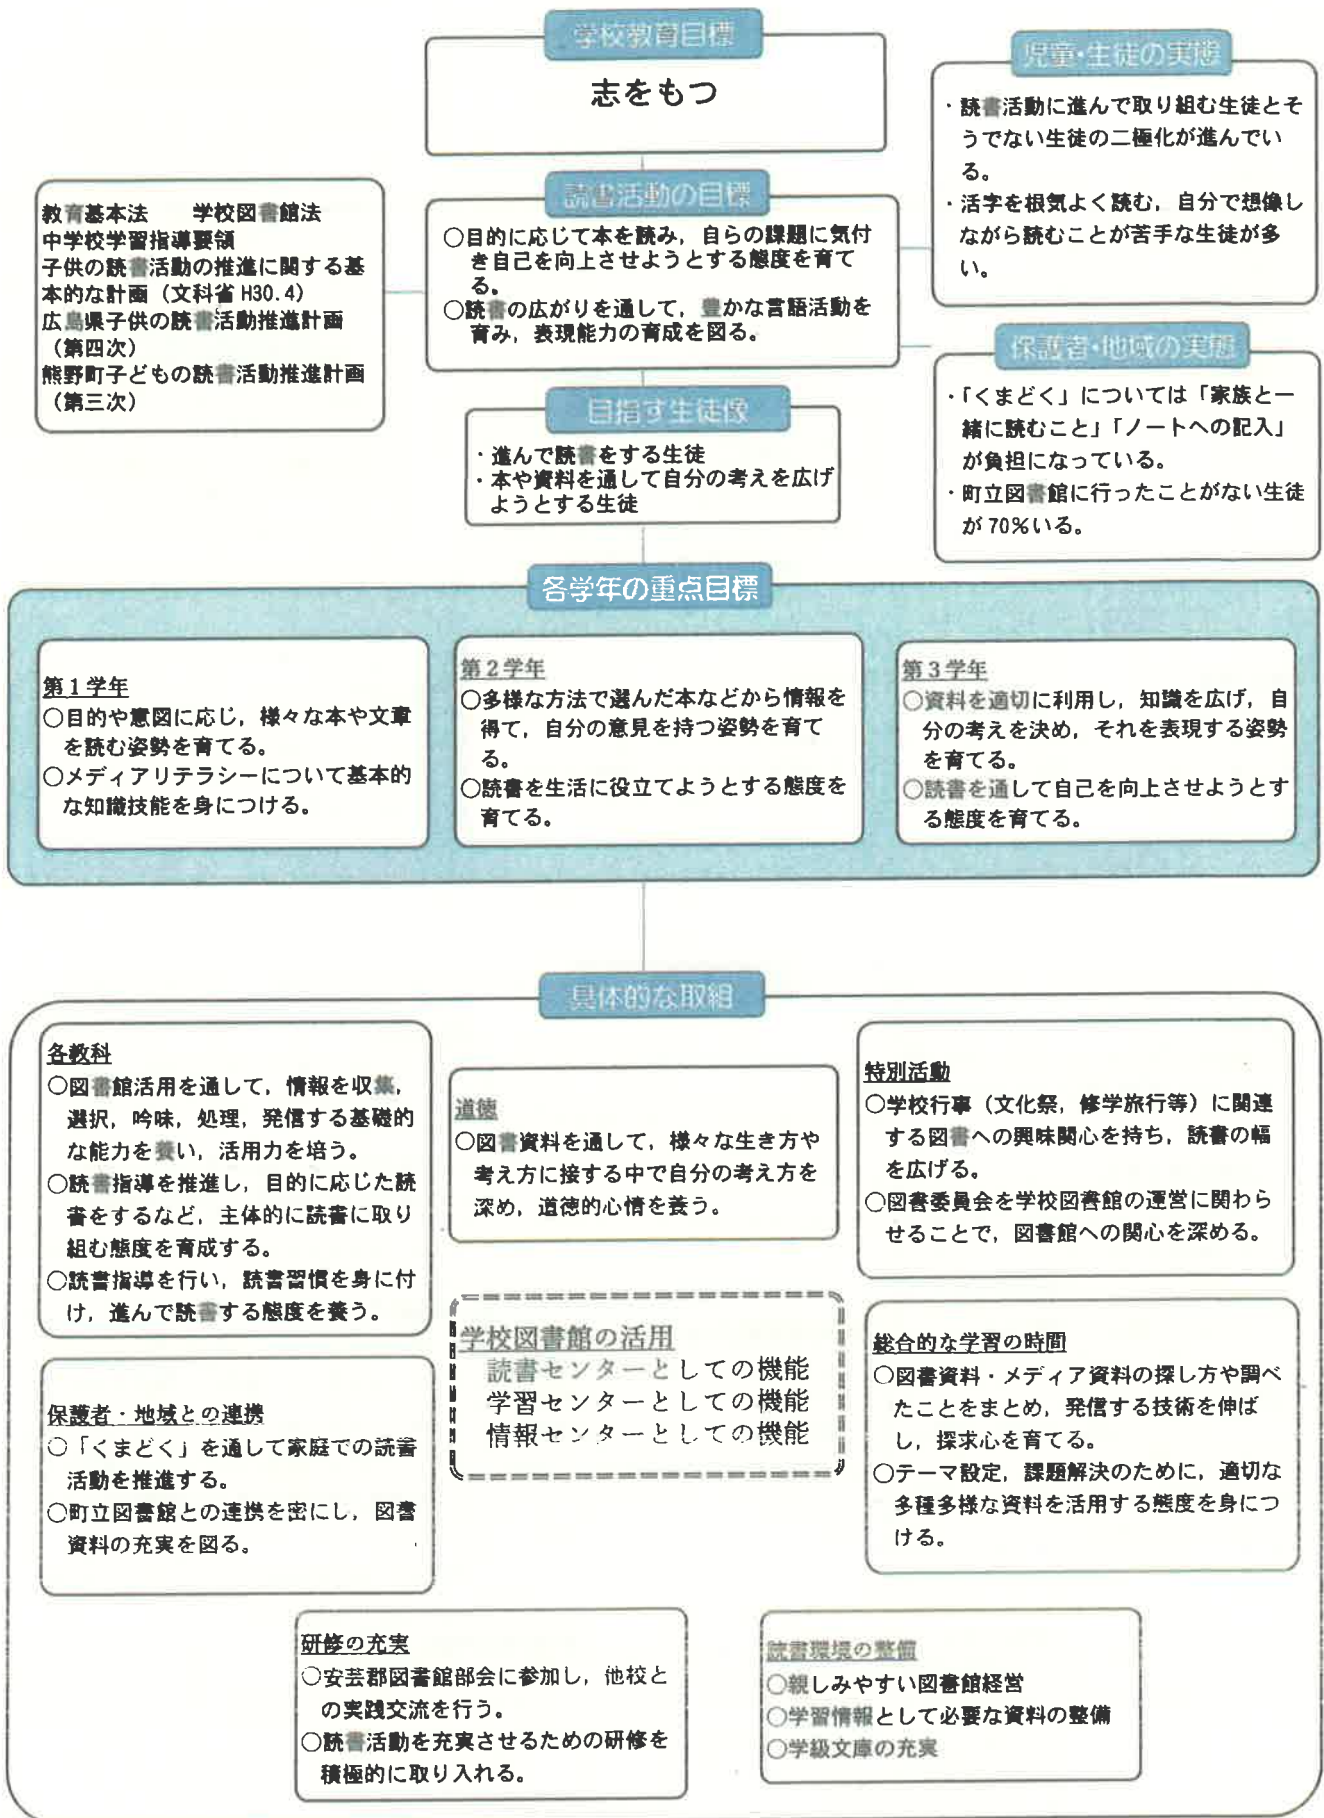 学校教育目標
志をもつ
児童・生徒の実態
・読書活動に進んで取り組む生徒とそ
うでない生徒の二極化が進んでい
る。
・活字を根気よく読む，自分で想像し
ながら読むことが苦手な生徒が多
い。
教育基本法　　学校図書館法
中学校学習指導要領
子供の読書活動の推進に関する基
本的な計画（文科省 H30.4）
広島県子供の読書活動推進計画
（第四次）
熊野町子どもの読書活動推進計画
（第三次）
読書活動の目標
○目的に応じて本を読み，自らの課題に気付
き自己を向上させようとする態度を育て
る。
○読書の広がりを通して，豊かな言語活動を
育み，表現能力の育成を図る。
保護者・地域の実態
・「くまどく」については「家族と一
緒に読むこと」「ノートへの記入」
が負担になっている。
・町立図書館に行ったことがない生徒
が 70％いる。
目指す生徒像
・進んで読書をする生徒
・本や資料を通して自分の考えを広げ
ようとする生徒
各学年の重点目標
第１学年
○目的や意図に応じ，様々な本や文章
を読む姿勢を育てる。
○メディアリテラシーについて基本的
な知識技能を身につける。
第２学年
○多様な方法で選んだ本などから情報を
得て，自分の意見を持つ姿勢を育て
る。
○読書を生活に役立てようとする態度を
育てる。
第３学年
○資料を適切に利用し，知識を広げ，自
分の考えを決め，それを表現する姿勢
を育てる。
○読書を通して自己を向上させようとす
る態度を育てる。
具体的な取組
各教科
○図書館活用を通して，情報を収集，
選択，吟味，処理，発信する基礎的
な能力を養い，活用力を培う。
○読書指導を推進し，目的に応じた読
書をするなど，主体的に読書に取り
組む態度を育成する。
○読書指導を行い，読書習慣を身に付
け，進んで読書する態度を養う。
道徳
○図書資料を通して，様々な生き方や
考え方に接する中で自分の考え方を
深め，道徳的心情を養う。
特別活動
○学校行事（文化祭，修学旅行等）に関連
する図書への興味関心を持ち，読書の幅
を広げる。
○図書委員会を学校図書館の運営に関わら
せることで，図書館への関心を深める。
学校図書館の活用
読書センターとしての機能
学習センターとしての機能
情報センターとしての機能
保護者・地域との連携
○「くまどく」を通して家庭での読書
活動を推進する。
○町立図書館との連携を密にし，図書
資料の充実を図る。
総合的な学習の時間
○図書資料・メディア資料の探し方や調べ
たことをまとめ，発信する技術を伸ば
し，探求心を育てる。
○テーマ設定，課題解決のために，適切な
多種多様な資料を活用する態度を身につ
ける。
研修の充実
○安芸郡図書館部会に参加し，他校と
の実践交流を行う。
○読書活動を充実させるための研修を
積極的に取り入れる。
読書環境の整備
○親しみやすい図書館経営
○学習情報として必要な資料の整備
○学級文庫の充実